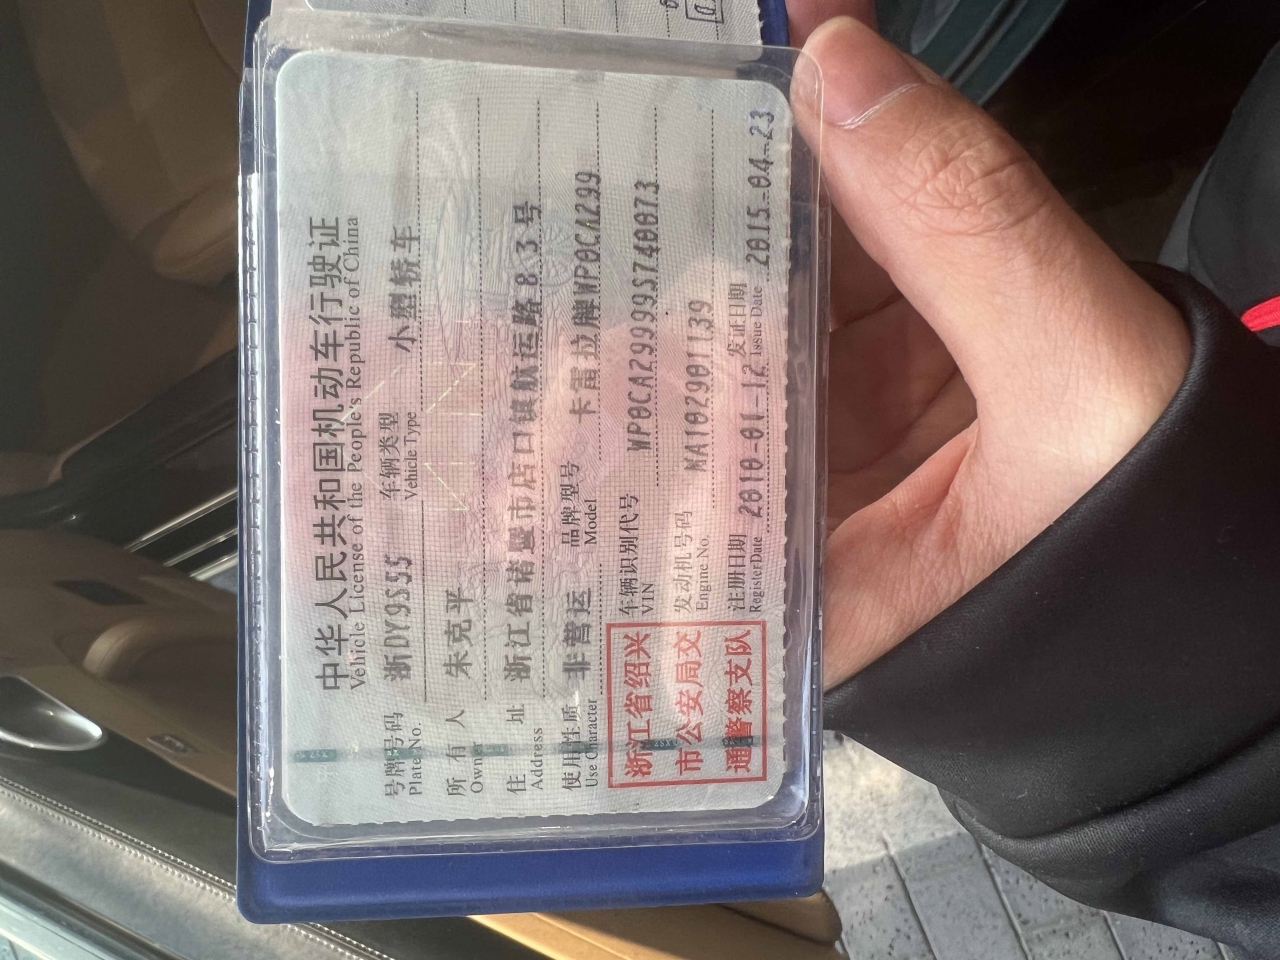 中华人民共和国机动车行驶证
Vehicle License of the People's Republic of China
号牌号码 浙DY9S55 车辆类型 小型轿车
Plate No. Vehicle Type
所有人 朱克平
Owner
住址 浙江省诸暨市店口镇航运路83号
Address
使用性质 非营运 品牌型号 卡雷拉牌WP0CA299
Use Character Model
浙江省绍兴
市公安局交
通警察支队
车辆识别代号 WP0CA29999S740073
VIN
发动机号码 MA102901139
Engine No.
注册日期 2010-01-12 发证日期 2015-04-23
Register Date Issue Date